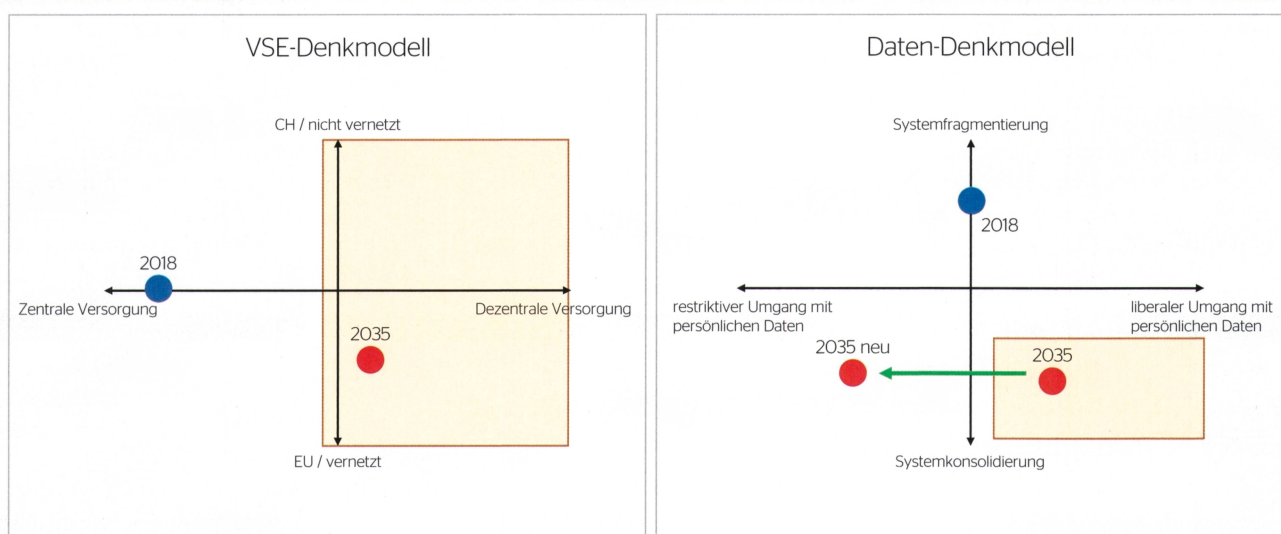 VSE-Denkmodell
CH / nicht vernetzt
2018
Zentrale Versorgung
Dezentrale Versorgung
2035
EU / vernetzt
Daten-Denkmodell
Systemfragmentierung
2018
restriktiver Umgang mit
persönlichen Daten
liberaler Umgang mit
persönlichen Daten
2035 neu
2035
Systemkonsolidierung